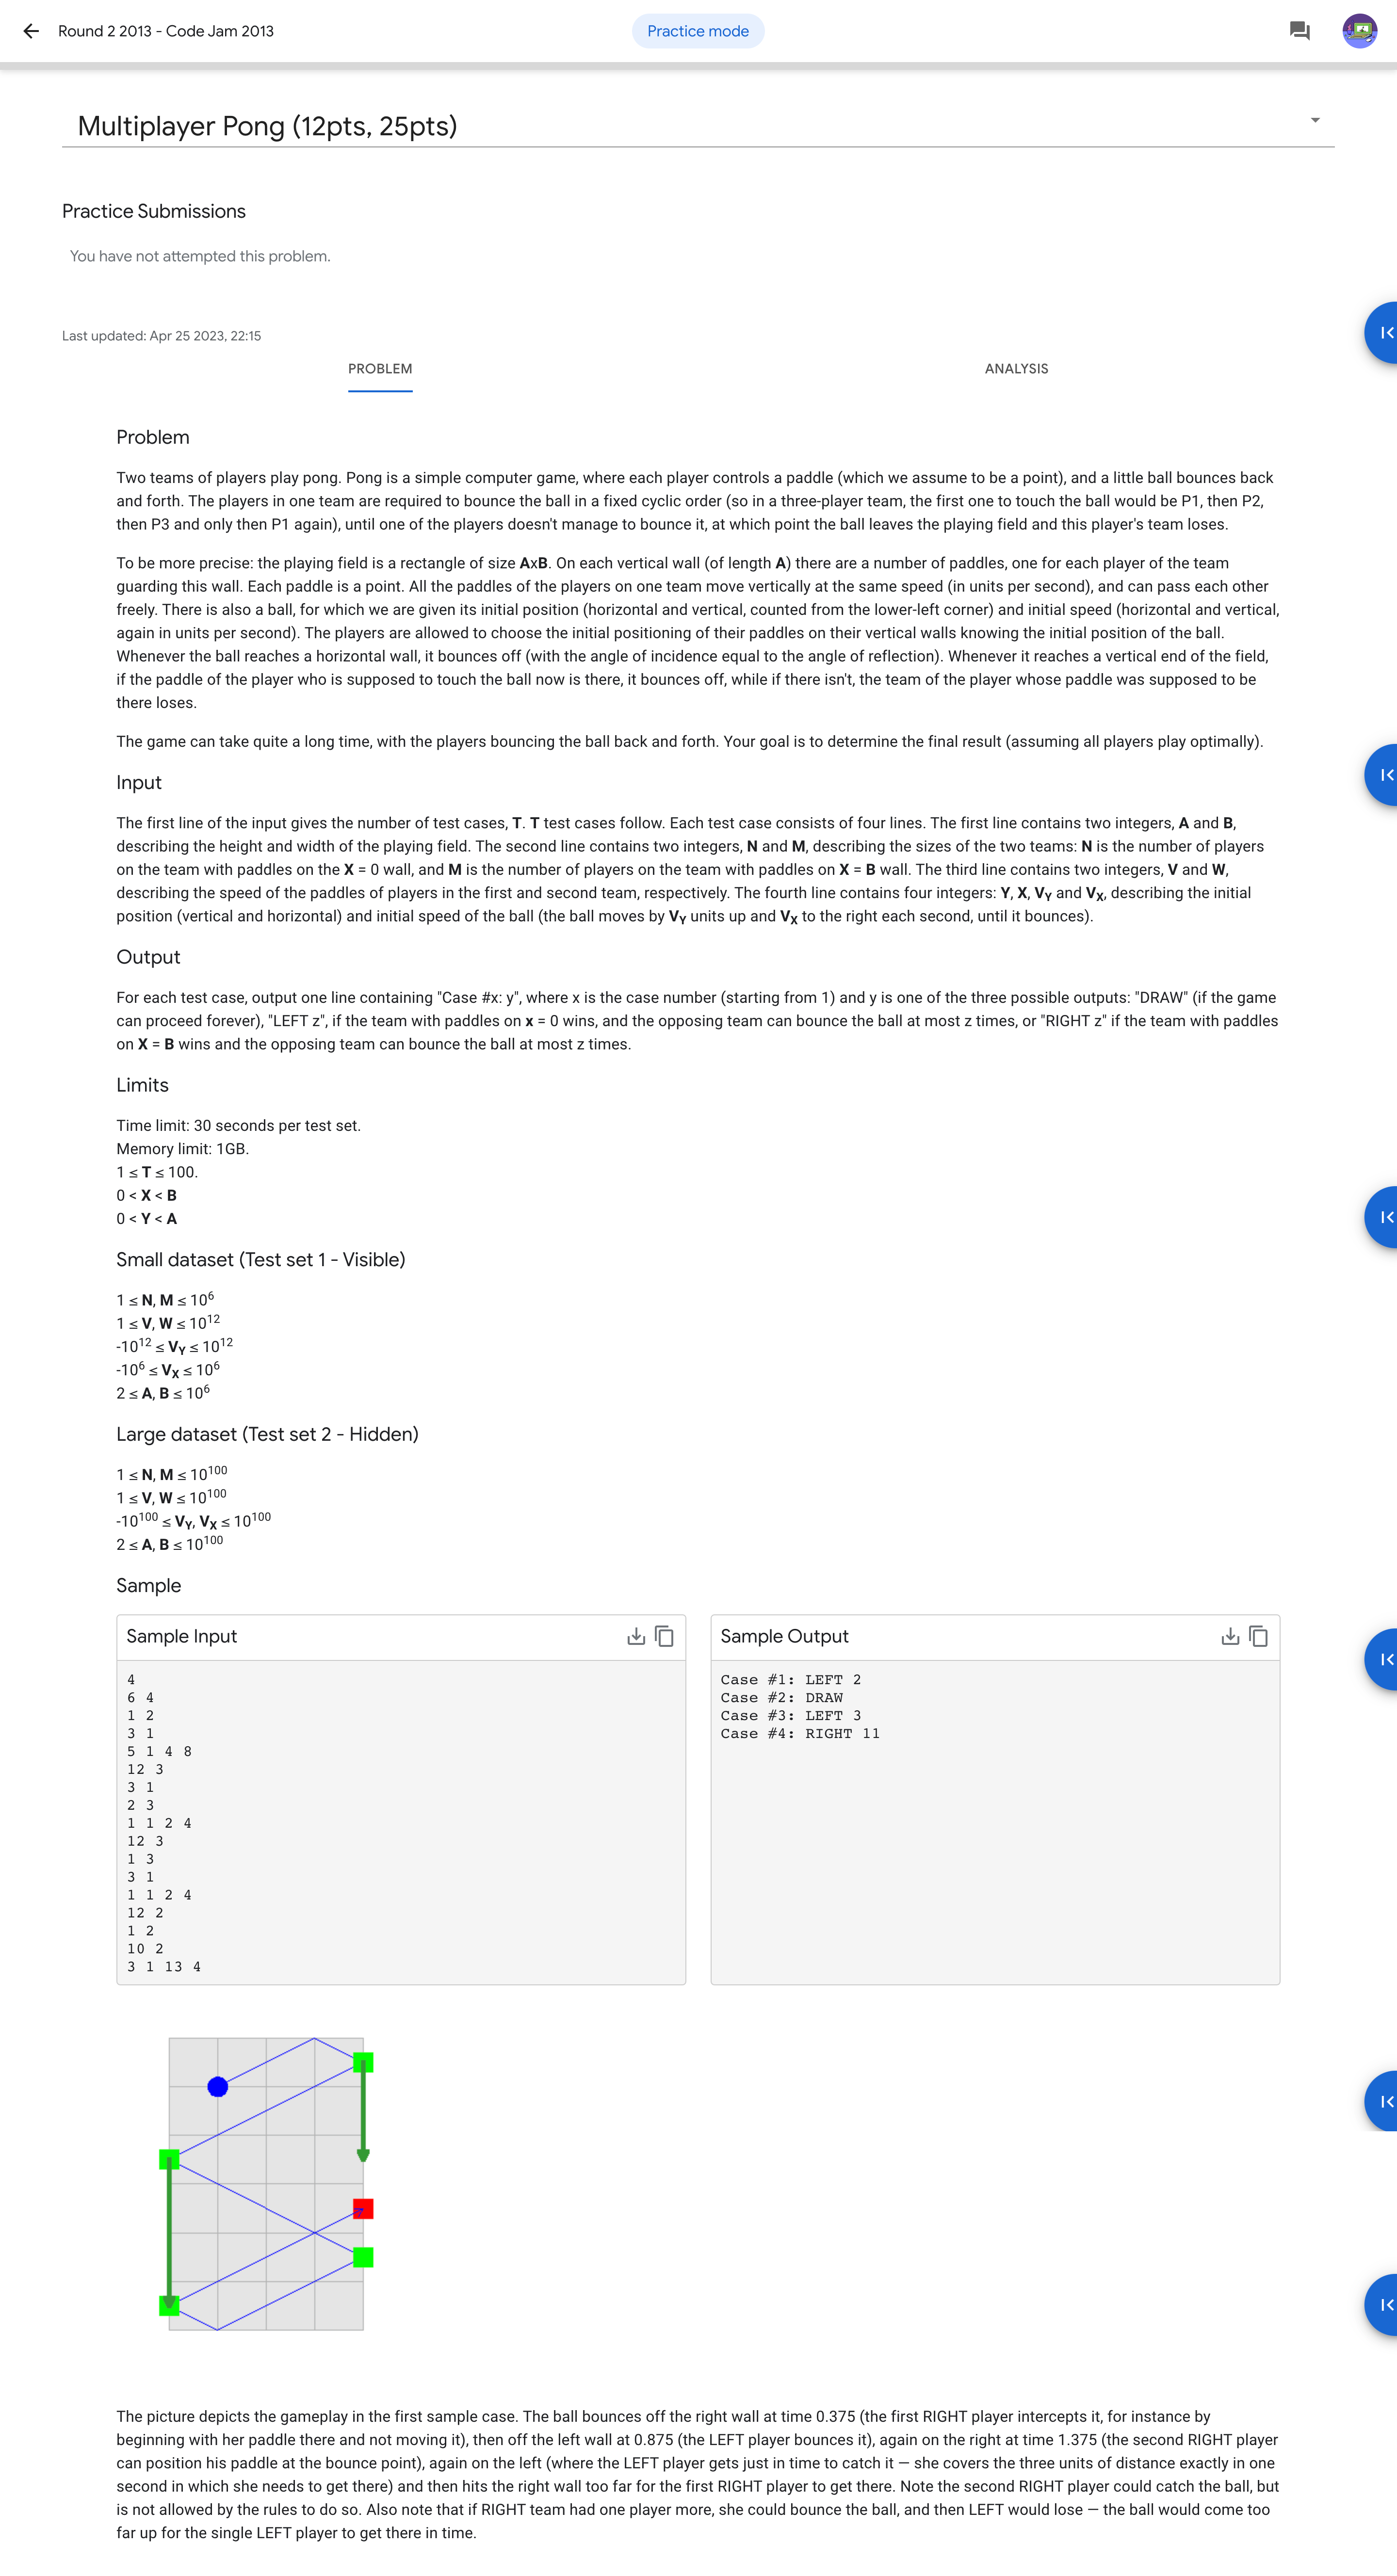 Round 2 2013 - Code Jam 2013
Practice mode
Multiplayer Pong (12pts, 25pts)
Practice Submissions
You have not attempted this problem.
Last updated: Apr 25 2023, 22:15
PROBLEM
ANALYSIS
Problem
Two teams of players play pong. Pong is a simple computer game, where each player controls a paddle (which we assume to be a point), and a little ball bounces back
and forth. The players in one team are required to bounce the ball in a fixed cyclic order (so in a three-player team, the first one to touch the ball would be P1, then P2,
then P3 and only then P1 again), until one of the players doesn't manage to bounce it, at which point the ball leaves the playing field and this player's team loses.
To be more precise: the playing field is a rectangle of size AxB. On each vertical wall (of length A) there are a number of paddles, one for each player of the team
guarding this wall. Each paddle is a point. All the paddles of the players on one team move vertically at the same speed (in units per second), and can pass each other
freely. There is also a ball, for which we are given its initial position (horizontal and vertical, counted from the lower-left corner) and initial speed (horizontal and vertical,
again in units per second). The players are allowed to choose the initial positioning of their paddles on their vertical walls knowing the initial position of the ball.
Whenever the ball reaches a horizontal wall, it bounces off (with the angle of incidence equal to the angle of reflection). Whenever it reaches a vertical end of the field,
if the paddle of the player who is supposed to touch the ball now is there, it bounces off, while if there isn't, the team of the player whose paddle was supposed to be
there loses.
The game can take quite a long time, with the players bouncing the ball back and forth. Your goal is to determine the final result (assuming all players play optimally).
Input
The first line of the input gives the number of test cases, T. T test cases follow. Each test case consists of four lines. The first line contains two integers, A and B,
describing the height and width of the playing field. The second line contains two integers, N and M, describing the sizes of the two teams: N is the number of players
on the team with paddles on the X = 0 wall, and M is the number of players on the team with paddles on X = B wall. The third line contains two integers, V and W,
describing the speed of the paddles of players in the first and second team, respectively. The fourth line contains four integers: Y, X, VY and VX, describing the initial
position (vertical and horizontal) and initial speed of the ball (the ball moves by VY units up and VX to the right each second, until it bounces).
Output
For each test case, output one line containing "Case #x: y", where x is the case number (starting from 1) and y is one of the three possible outputs: "DRAW" (if the game
can proceed forever), "LEFT z", if the team with paddles on x = 0 wins, and the opposing team can bounce the ball at most z times, or "RIGHT z" if the team with paddles
on X = B wins and the opposing team can bounce the ball at most z times.
Limits
Time limit: 30 seconds per test set.
Memory limit: 1GB.
1 ≤ T ≤ 100.
0 < X < B
0 < Y < A
Small dataset (Test set 1 - Visible)
1 ≤ N, M ≤ 10^6
1 ≤ V, W ≤ 10^12
-10^12 ≤ VY ≤ 10^12
-10^6 ≤ VX ≤ 10^6
2 ≤ A, B ≤ 10^6
Large dataset (Test set 2 - Hidden)
1 ≤ N, M ≤ 10^100
1 ≤ V, W ≤ 10^100
-10^100 ≤ VY, VX ≤ 10^100
2 ≤ A, B ≤ 10^100
Sample
Sample Input
4
6 4
1 2
3 1
5 1 4 8
12 3
3 1
2 3
1 1 2 4
12 3
1 3
3 1
1 1 2 4
12 2
1 2
10 2
3 1 13 4
Sample Output
Case #1: LEFT 2
Case #2: DRAW
Case #3: LEFT 3
Case #4: RIGHT 11
The picture depicts the gameplay in the first sample case. The ball bounces off the right wall at time 0.375 (the first RIGHT player intercepts it, for instance by
beginning with her paddle there and not moving it), then off the left wall at 0.875 (the LEFT player bounces it), again on the right at time 1.375 (the second RIGHT player
can position his paddle at the bounce point), again on the left (where the LEFT player gets just in time to catch it — she covers the three units of distance exactly in one
second in which she needs to get there) and then hits the right wall too far for the first RIGHT player to get there. Note the second RIGHT player could catch the ball, but
is not allowed by the rules to do so. Also note that if RIGHT team had one player more, she could bounce the ball, and then LEFT would lose — the ball would come too
far up for the single LEFT player to get there in time.